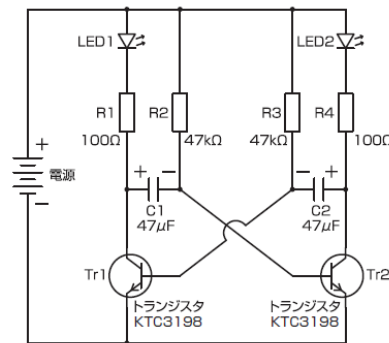 LED1
LED2
R1
100Ω
R2
47kΩ
R3
47kΩ
R4
100Ω
+
電源
−
+
−
C1
47μF
−
+
C2
47μF
Tr1
Tr2
トランジスタ
KTC3198
トランジスタ
KTC3198